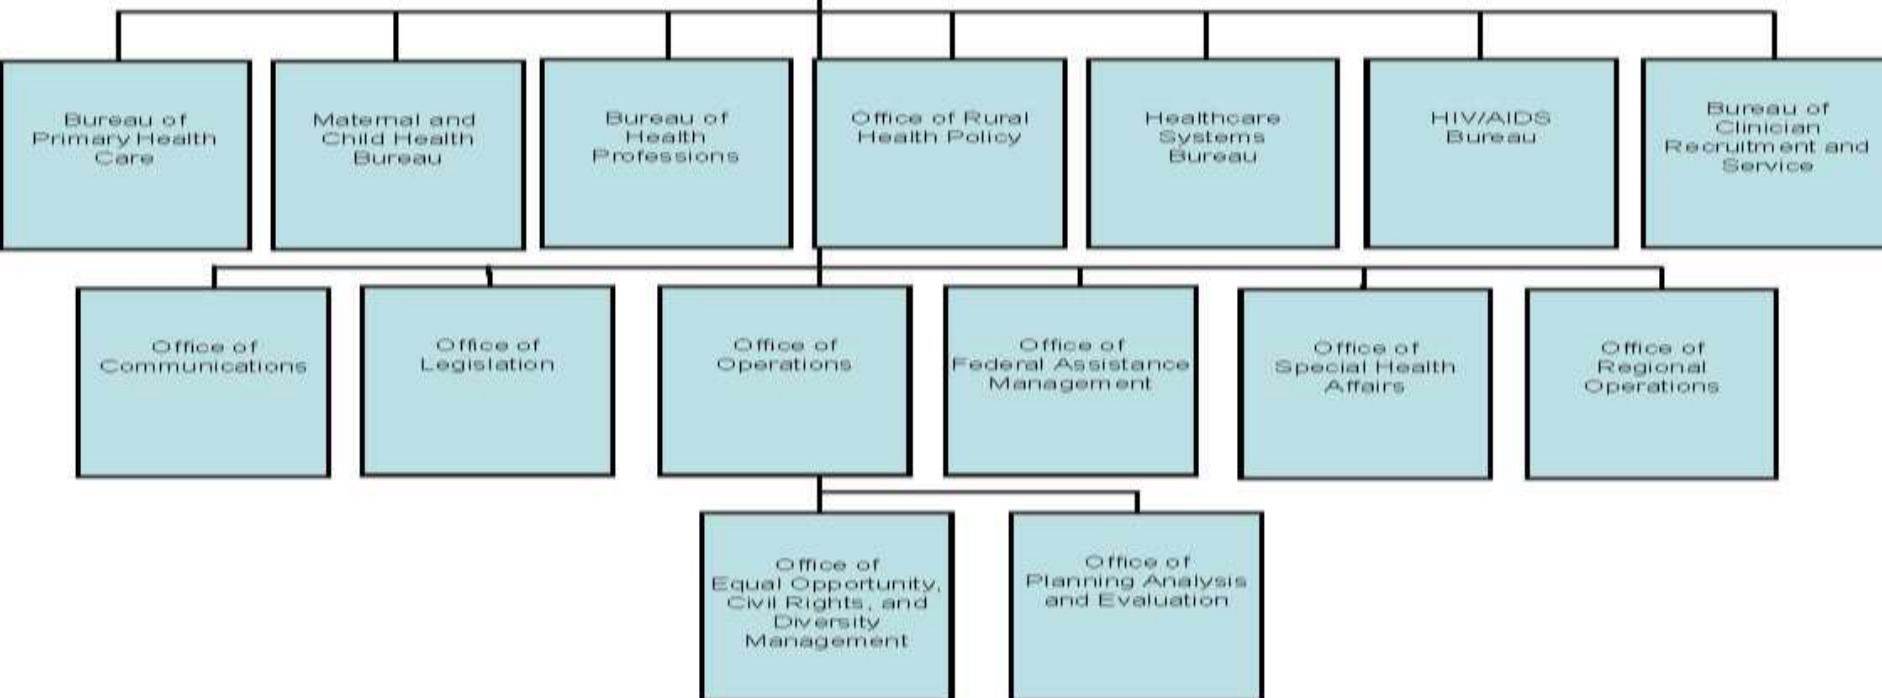 Bureau of
Primary Health
Care
Maternal and
Child Health
Bureau
Bureau of
Health
Professions
Office of Rural
Health Policy
Healthcare
Systems
Bureau
HIV/AIDS
Bureau
Bureau of
Clinician
Recruitment and
Service
Office of
Communications
Office of
Legislation
Office of
Operations
Office of
Federal Assistance
Management
Office of
Special Health
Affairs
Office of
Regional
Operations
Office of
Equal Opportunity,
Civil Rights, and
Diversity
Management
Office of
Planning Analysis
and Evaluation